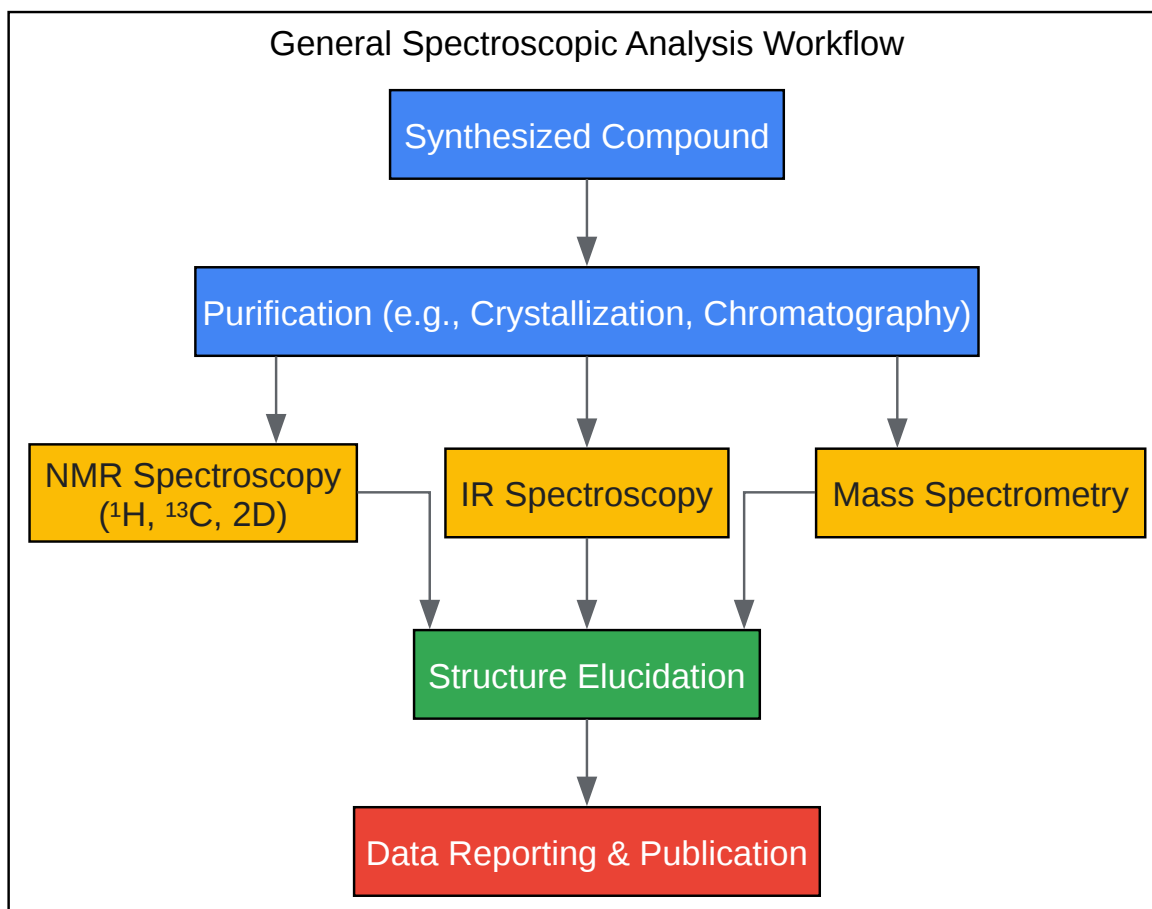 General Spectroscopic Analysis Workflow
Synthesized Compound
Purification (e.g., Crystallization, Chromatography)
NMR Spectroscopy
(¹H, ¹³C, 2D)
IR Spectroscopy
Mass Spectrometry
Structure Elucidation
Data Reporting & Publication